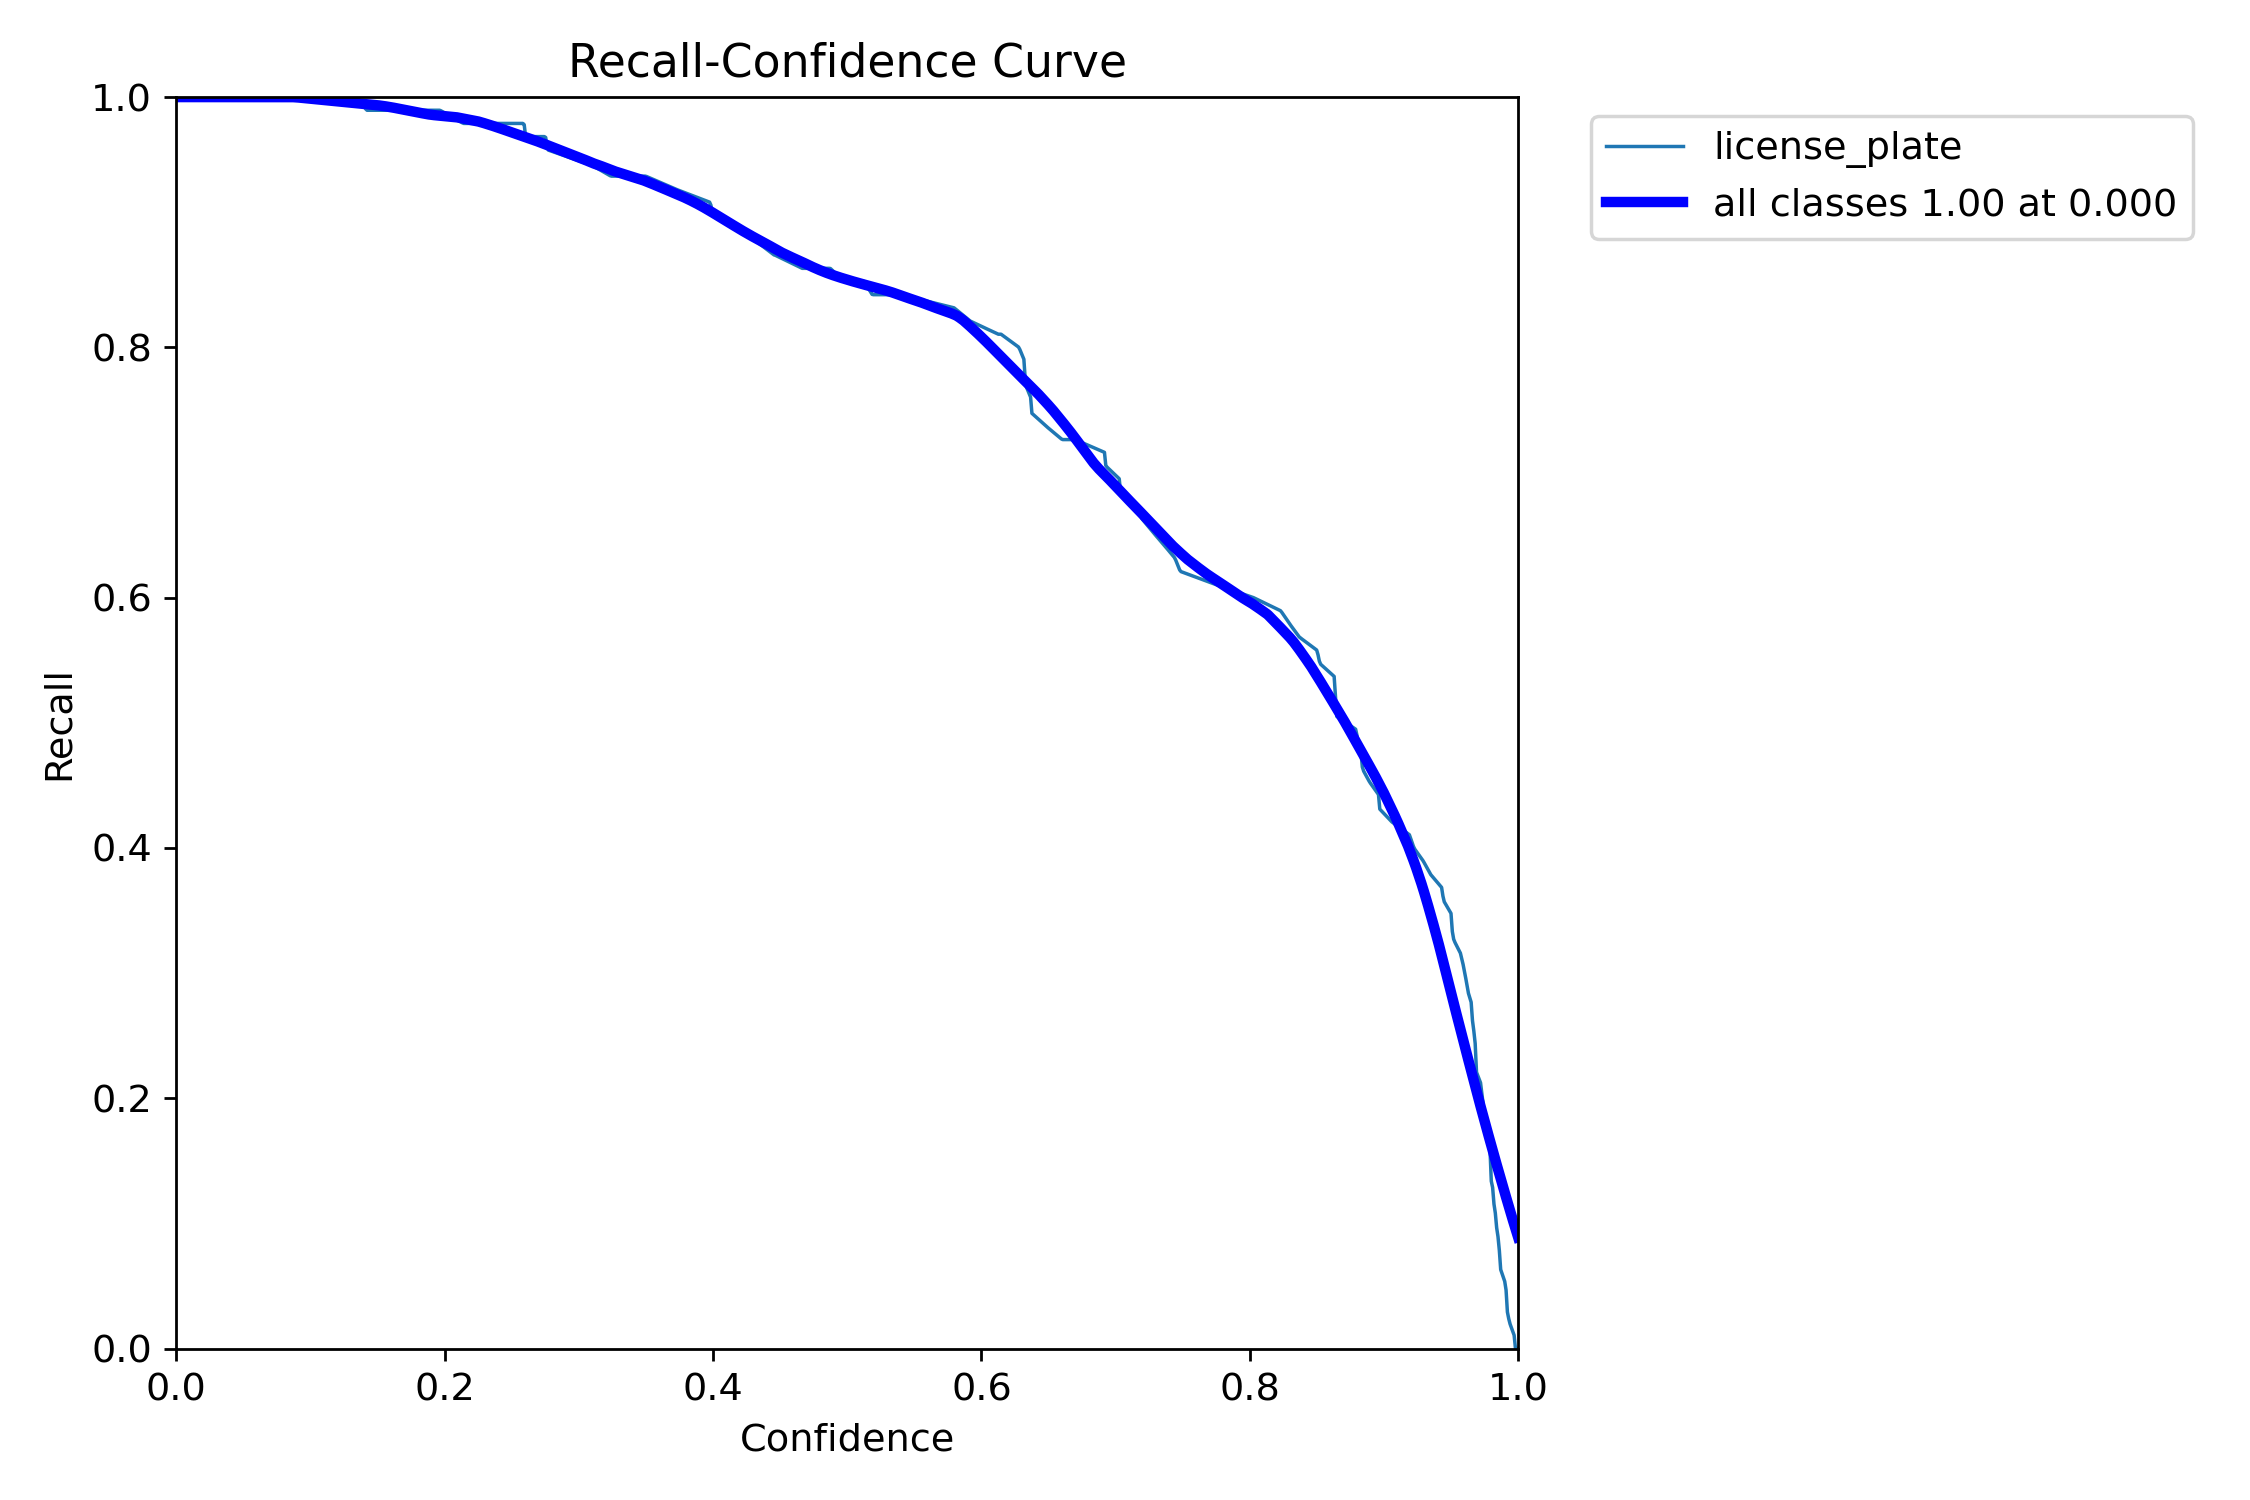 Recall-Confidence Curve
license_plate
all classes 1.00 at 0.000
1.0
0.8
0.6
0.4
0.2
0.0
Recall
0.0 0.2 0.4 0.6 0.8 1.0
Confidence